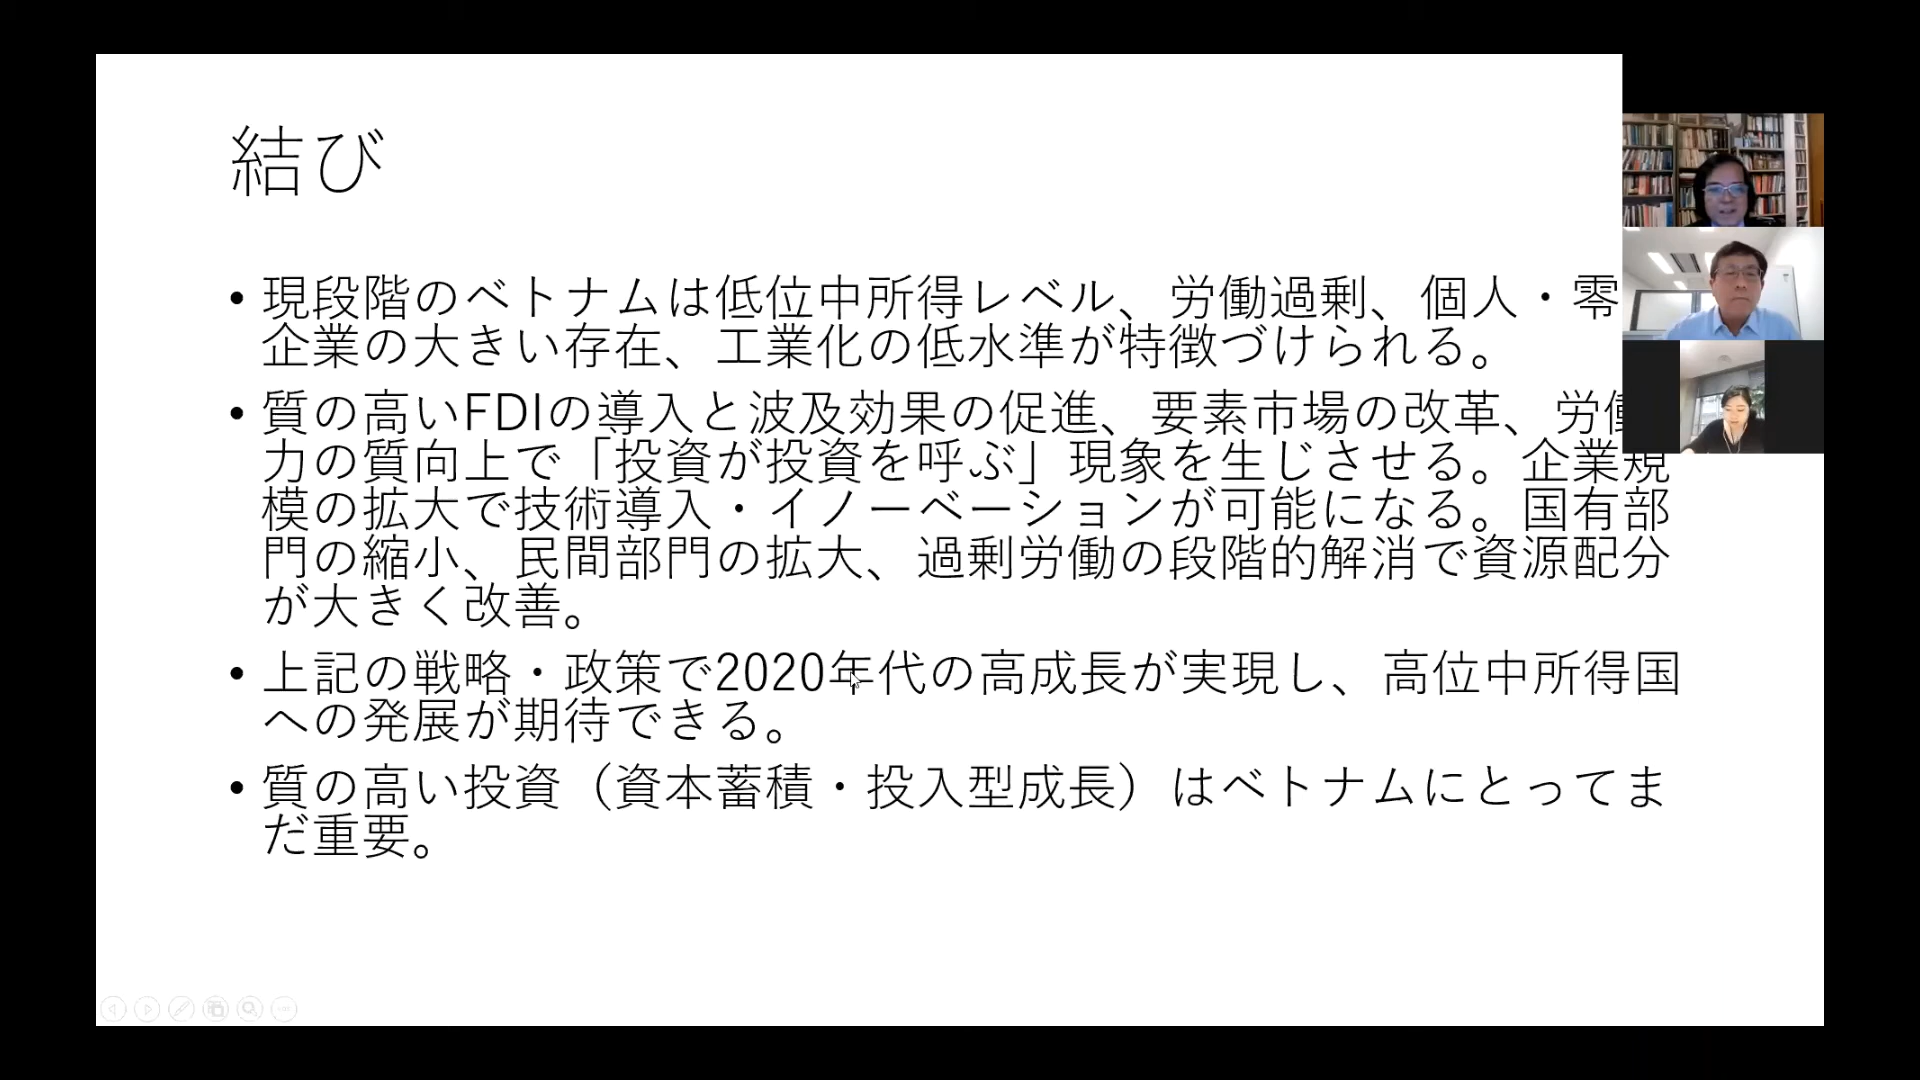 結び
• 現段階のベトナムは低位中所得レベル、労働過剰、個人・零
企業の大きい存在、工業化の低水準が特徴づけられる。
• 質の高いFDIの導入と波及効果の促進、要素市場の改革、労働
力の質向上で「投資が投資を呼ぶ」現象を生じさせる。企業規
模の拡大で技術導入・イノーベーションが可能になる。国有部
門の縮小、民間部門の拡大、過剰労働の段階的解消で資源配分
が大きく改善。
• 上記の戦略・政策で2020年代の高成長が実現し、高位中所得国
への発展が期待できる。
• 質の高い投資（資本蓄積・投入型成長）はベトナムにとってま
だ重要。